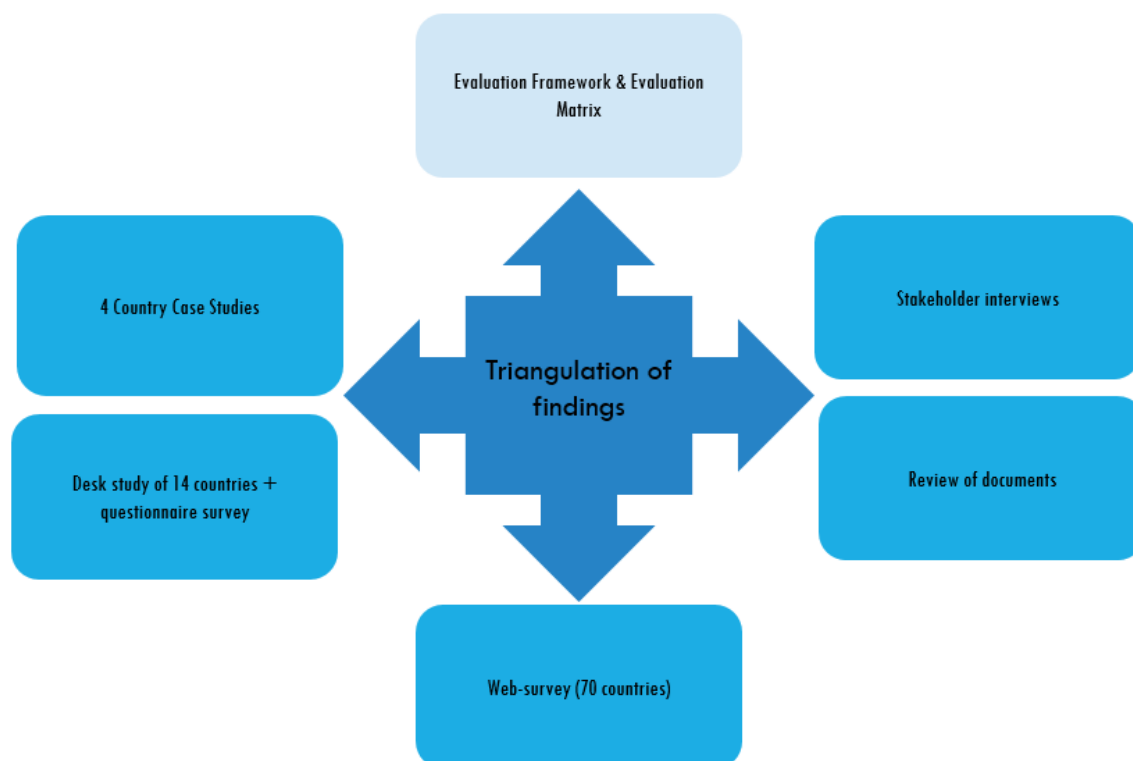 Evaluation Framework & Evaluation
Matrix
4 Country Case Studies
Stakeholder interviews
Triangulation of
findings
Desk study of 14 countries +
questionnaire survey
Review of documents
Web-survey (70 countries)